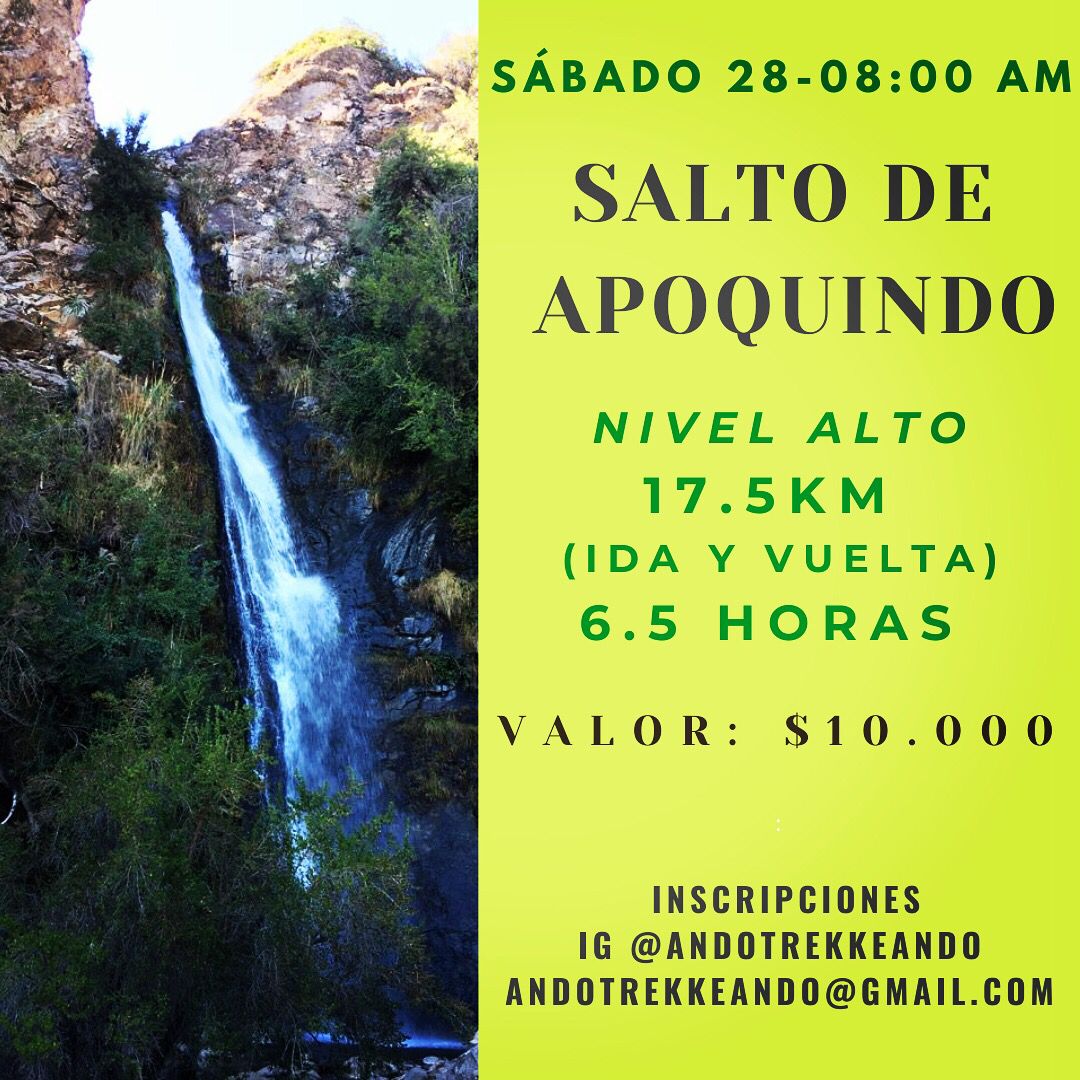 SÁBADO 28-08:00 AM
SALTO DE
APOQUINDO
NIVEL ALTO
17.5KM
(IDA Y VUELTA)
6.5 HORAS
VALOR: $10.000
:
INSCRIPCIONES
IG @ANDOTREKKEANDO
ANDOTREKKEANDO@GMAIL.COM